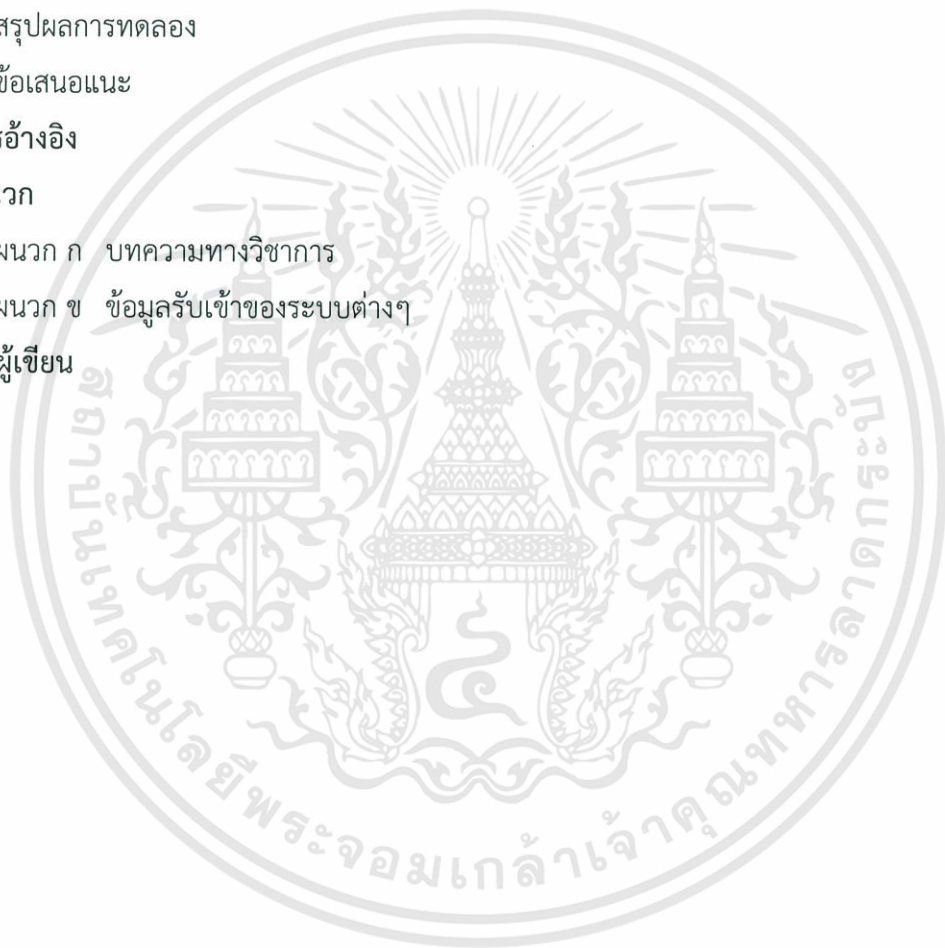 สรุปผลการทดลอง
ข้อเสนอแนะ
อ้างอิง
วก
ผนวก ก บทความทางวิชาการ
ผนวก ข ข้อมูลรับเข้าของระบบต่างๆ
ผู้เขียน
สถาบันเทคโนโลยีพระจอมเกล้าเจ้าคุณทหารลาดกระบัง
๔